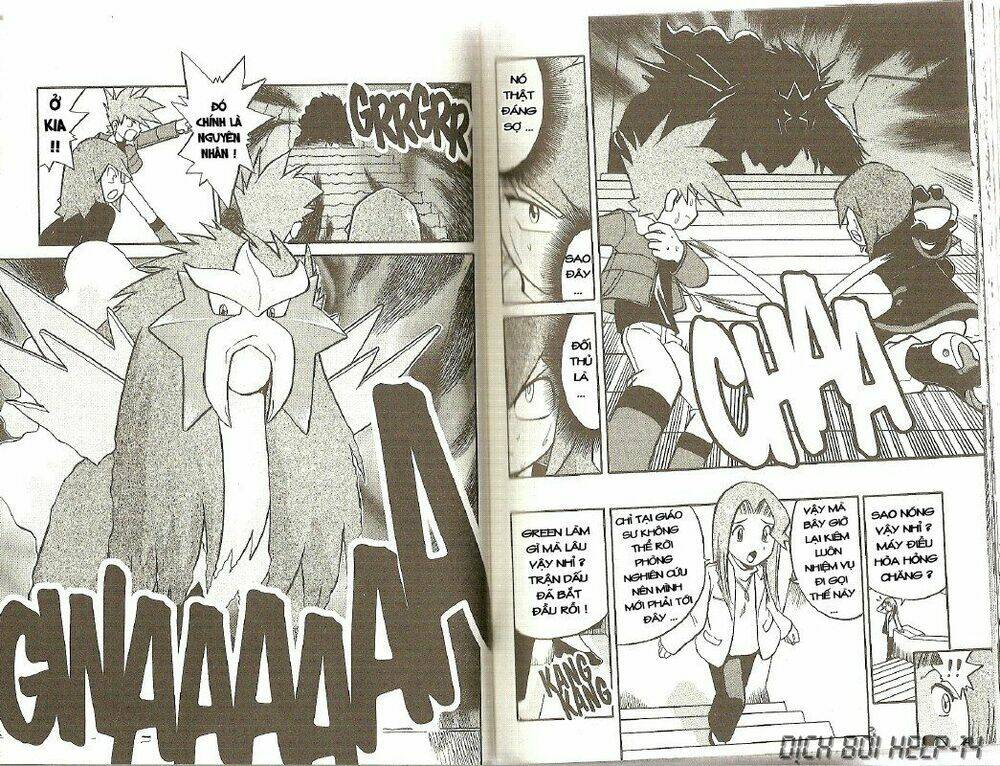 NÓ
THẬT
ĐÁNG
SỢ ...
SAO
ĐÂY
...
ĐỐI
THỦ
LÀ
...
CHAA
GREEN LÀM
GÌ MÀ LÂU
VẬY NHỈ ?
TRẬN ĐẤU
ĐÃ BẮT
ĐẦU RỒI !
KANG
KANG
CHỈ TẠI GIÁO
SƯ KHÔNG
THỂ RỜI
PHÒNG
NGHIÊN CỨU
NÊN MÌNH
MỚI PHẢI TỚI
ĐÂY ...
VẬY MÀ
BÂY GIỜ
LẠI KIÊM
LUÔN
NHIỆM VỤ
ĐI GỌI
THẾ NÀY ...
SAO NÓNG
VẬY NHỈ ?
MÁY ĐIỀU
HÒA HỎNG
CHĂNG ?
!!
Ở
KIA
!!
ĐÓ
CHÍNH LÀ
NGUYÊN
NHÂN !
GRRGRR
GWAAAAAA
DỊCH BỞI HELP-14